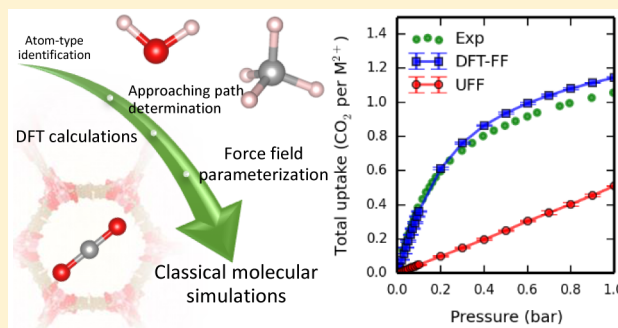 Atom-type
identification
Approaching path
determination
DFT calculations
Force field
parameterization
Classical molecular
simulations
Exp
DFT-FF
UFF
Total uptake (CO₂ per M²⁺)
1.4
1.2
1.0
0.8
0.6
0.4
0.2
0.0
0.0 0.2 0.4 0.6 0.8 1.0
Pressure (bar)